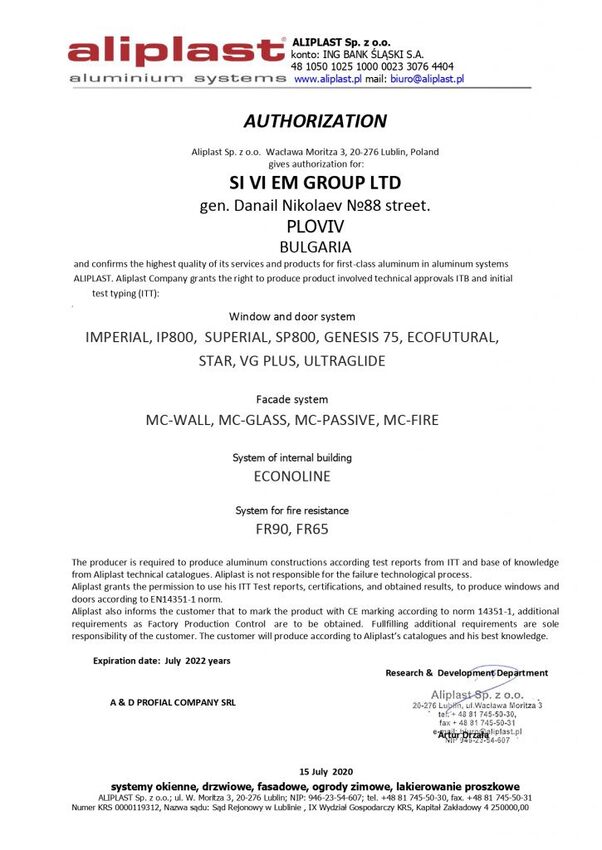 aliplast®
aluminium systems
ALIPLAST Sp. z o.o.
konto: ING BANK ŚLĄSKI S.A.
48 1050 1025 1000 0023 3076 4404
www.aliplast.pl mail: biuro@aliplast.pl
AUTHORIZATION
Aliplast Sp. z o.o. Wacława Moritza 3, 20-276 Lublin, Poland
gives authorization for:
SI VI EM GROUP LTD
gen. Danail Nikolaev №88 street.
PLOVIV
BULGARIA
and confirms the highest quality of its services and products for first-class aluminum in aluminum systems
ALIPLAST. Aliplast Company grants the right to produce product involved technical approvals ITB and initial
test typing (ITT):
Window and door system
IMPERIAL, IP800, SUPERIAL, SP800, GENESIS 75, ECOFUTURAL,
STAR, VG PLUS, ULTRAGLIDE
Facade system
MC-WALL, MC-GLASS, MC-PASSIVE, MC-FIRE
System of internal building
ECONOLINE
System for fire resistance
FR90, FR65
The producer is required to produce aluminum constructions according test reports from ITT and base of knowledge
from Aliplast technical catalogues. Aliplast is not responsible for the failure technological process.
Aliplast grants the permission to use his ITT Test reports, certifications, and obtained results, to produce windows and
doors according to EN14351-1 norm.
Aliplast also informs the customer that to mark the product with CE marking according to norm 14351-1, additional
requirements as Factory Production Control are to be obtained. Fullfilling additional requirements are sole
responsibility of the customer. The customer will produce according to Aliplast's catalogues and his best knowledge.
Expiration date: July 2022 years
Research & Development Department
A & D PROFIAL COMPANY SRL
Aliplast Sp. z o.o.
20-276 Lublin, ul.Wacława Moritza 3
tel. + 48 81 745-50-30,
fax + 48 81 745-50-31
e-mail: biuro@aliplast.pl
Artur Drzała
NIP 946-23-54-607
15 July 2020
systemy okienne, drzwiowe, fasadowe, ogrody zimowe, lakierowanie proszkowe
ALIPLAST Sp. z o.o.; ul. W. Moritza 3, 20-276 Lublin; NIP: 946-23-54-607; tel. +48 81 745-50-30, fax. +48 81 745-50-31
Numer KRS 0000119312, Nazwa sądu: Sąd Rejonowy w Lublinie , IX Wydział Gospodarczy KRS, Kapitał Zakładowy 4 250000,00